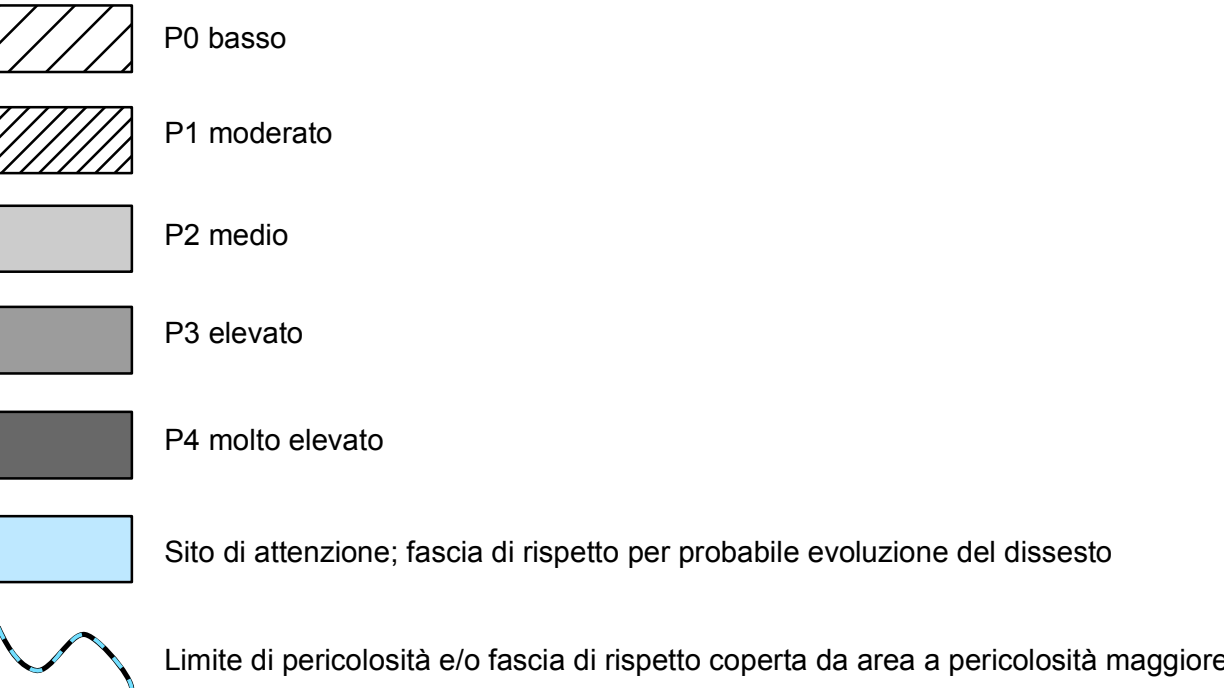 P0 basso
P1 moderato
P2 medio
P3 elevato
P4 molto elevato
Sito di attenzione; fascia di rispetto per probabile evoluzione del dissesto
Limite di pericolosità e/o fascia di rispetto coperta da area a pericolosità maggiore